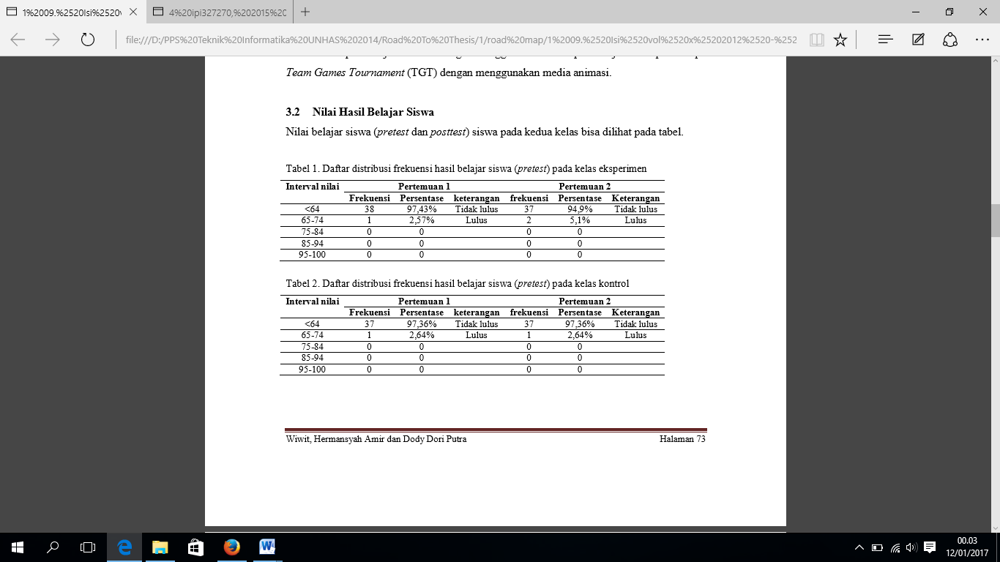 1%2009.%2520Isi%2520v
4%20ipi327270,%202015%20
file:///D:/PPS%20Teknik%20Informatika%20UNHAS%202014/Road%20To%20Thesis/1/road%20map/1%2009.%2520Isi%2520vol%2520x%25202012%2520-%252
Team Games Tournament (TGT) dengan menggunakan media animasi.
3.2 Nilai Hasil Belajar Siswa
Nilai belajar siswa (pretest dan posttest) siswa pada kedua kelas bisa dilihat pada tabel.
Tabel 1. Daftar distribusi frekuensi hasil belajar siswa (pretest) pada kelas eksperimen
Interval nilai Pertemuan 1 Pertemuan 2
Frekuensi Persentase keterangan frekuensi Persentase Keterangan
<64 38 97,43% Tidak lulus 37 94,9% Tidak lulus
65-74 1 2,57% Lulus 2 5,1% Lulus
75-84 0 0 0 0
85-94 0 0 0 0
95-100 0 0 0 0
Tabel 2. Daftar distribusi frekuensi hasil belajar siswa (pretest) pada kelas kontrol
Interval nilai Pertemuan 1 Pertemuan 2
Frekuensi Persentase keterangan frekuensi Persentase Keterangan
<64 37 97,36% Tidak lulus 37 97,36% Tidak lulus
65-74 1 2,64% Lulus 1 2,64% Lulus
75-84 0 0 0 0
85-94 0 0 0 0
95-100 0 0 0 0
Wiwit, Hermansyah Amir dan Dody Dori Putra Halaman 73
00.03
12/01/2017